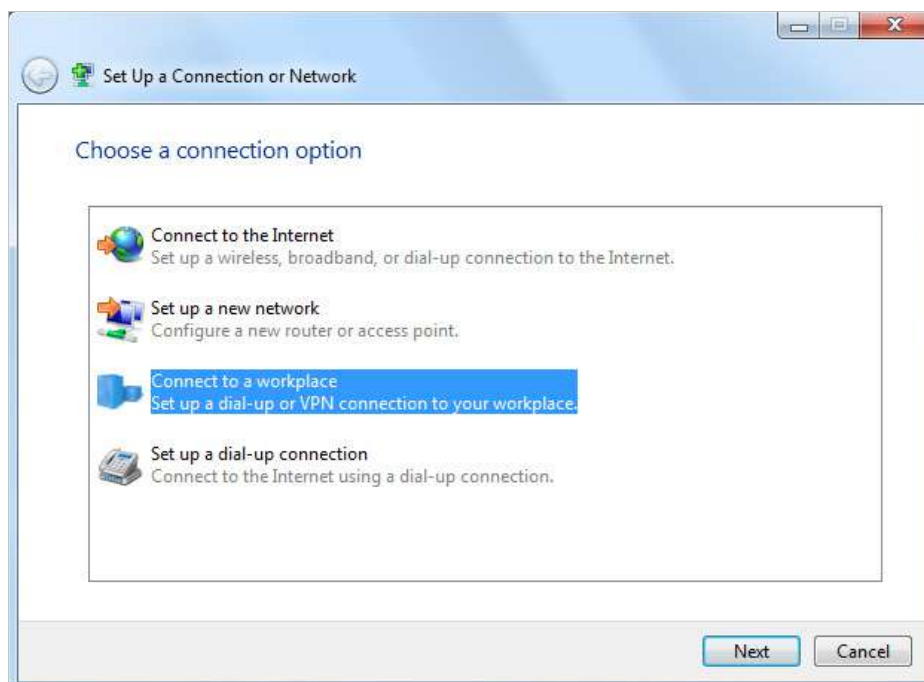 Set Up a Connection or Network
Choose a connection option
Connect to the Internet
Set up a wireless, broadband, or dial-up connection to the Internet.
Set up a new network
Configure a new router or access point.
Connect to a workplace
Set up a dial-up or VPN connection to your workplace.
Set up a dial-up connection
Connect to the Internet using a dial-up connection.
Next Cancel